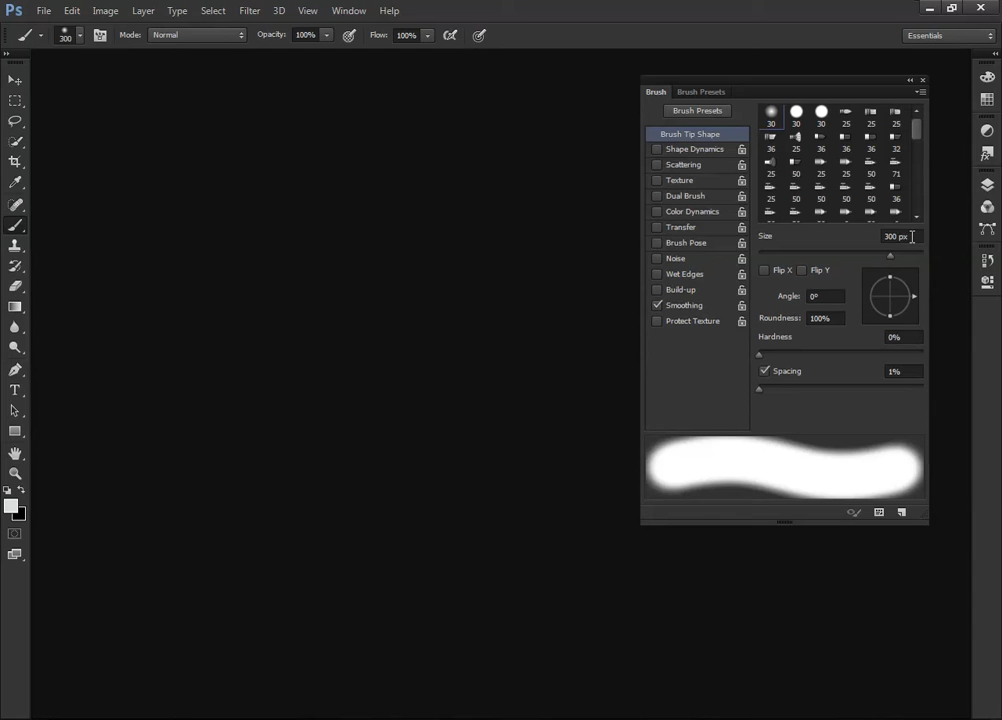 Ps File Edit Image Layer Type Select Filter 3D View Window Help
300 Mode: Normal Opacity: 100% Flow: 100% Essentials
Brush Brush Presets
Brush Presets
30 30 30 25 25 25
36 25 36 36 36 32
25 50 25 25 50 71
25 50 50 50 50 36
Brush Tip Shape
Shape Dynamics
Scattering
Texture
Dual Brush
Color Dynamics
Transfer
Brush Pose
Noise
Wet Edges
Build-up
Smoothing
Protect Texture
Size 300 px
Flip X Flip Y
Angle: 0°
Roundness: 100%
Hardness 0%
Spacing 1%
T